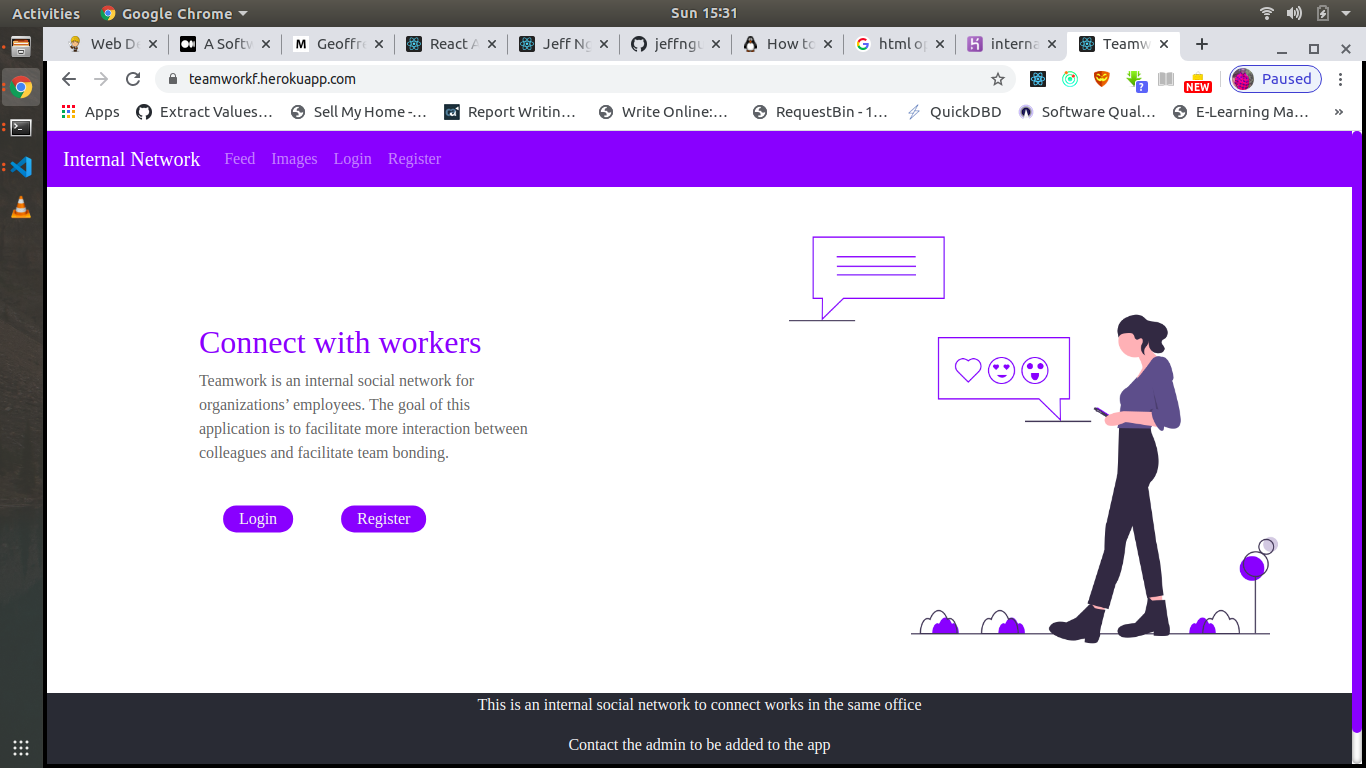 Activities Google Chrome Sun 15:31
Web De A Softw Geoffre React A Jeff Ng jeffngu How to html op interna Teamw
teamworkf.herokuapp.com Paused
NEW ?
Apps Extract Values… Sell My Home -… Report Writin… Write Online:… RequestBin - 1… QuickDBD Software Qual… E-Learning Ma… »
Internal Network Feed Images Login Register
Connect with workers
Teamwork is an internal social network for
organizations’ employees. The goal of this
application is to facilitate more interaction between
colleagues and facilitate team bonding.
Login Register
This is an internal social network to connect works in the same office
Contact the admin to be added to the app